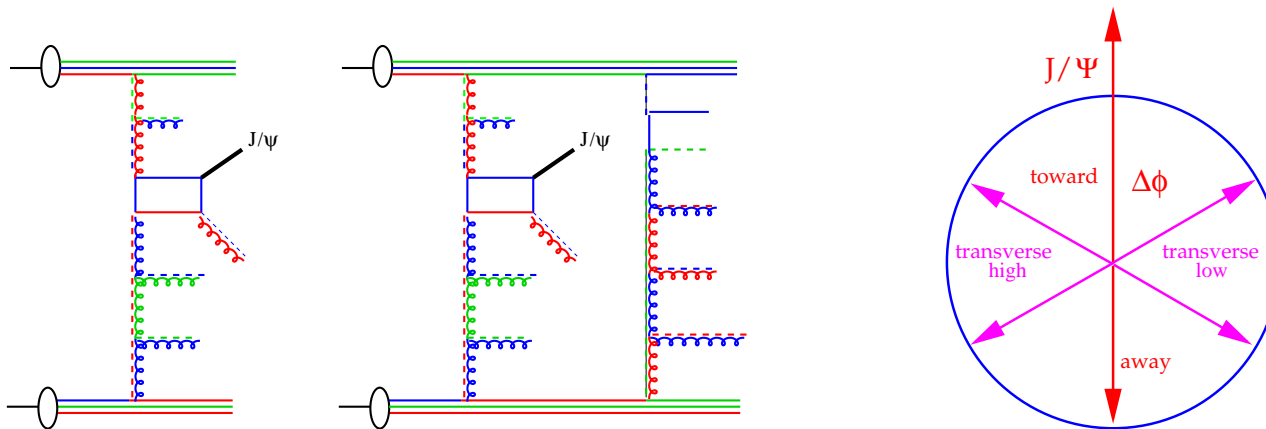 J/ψ
J/ψ
J/Ψ
toward
Δϕ
transverse
high
transverse
low
away